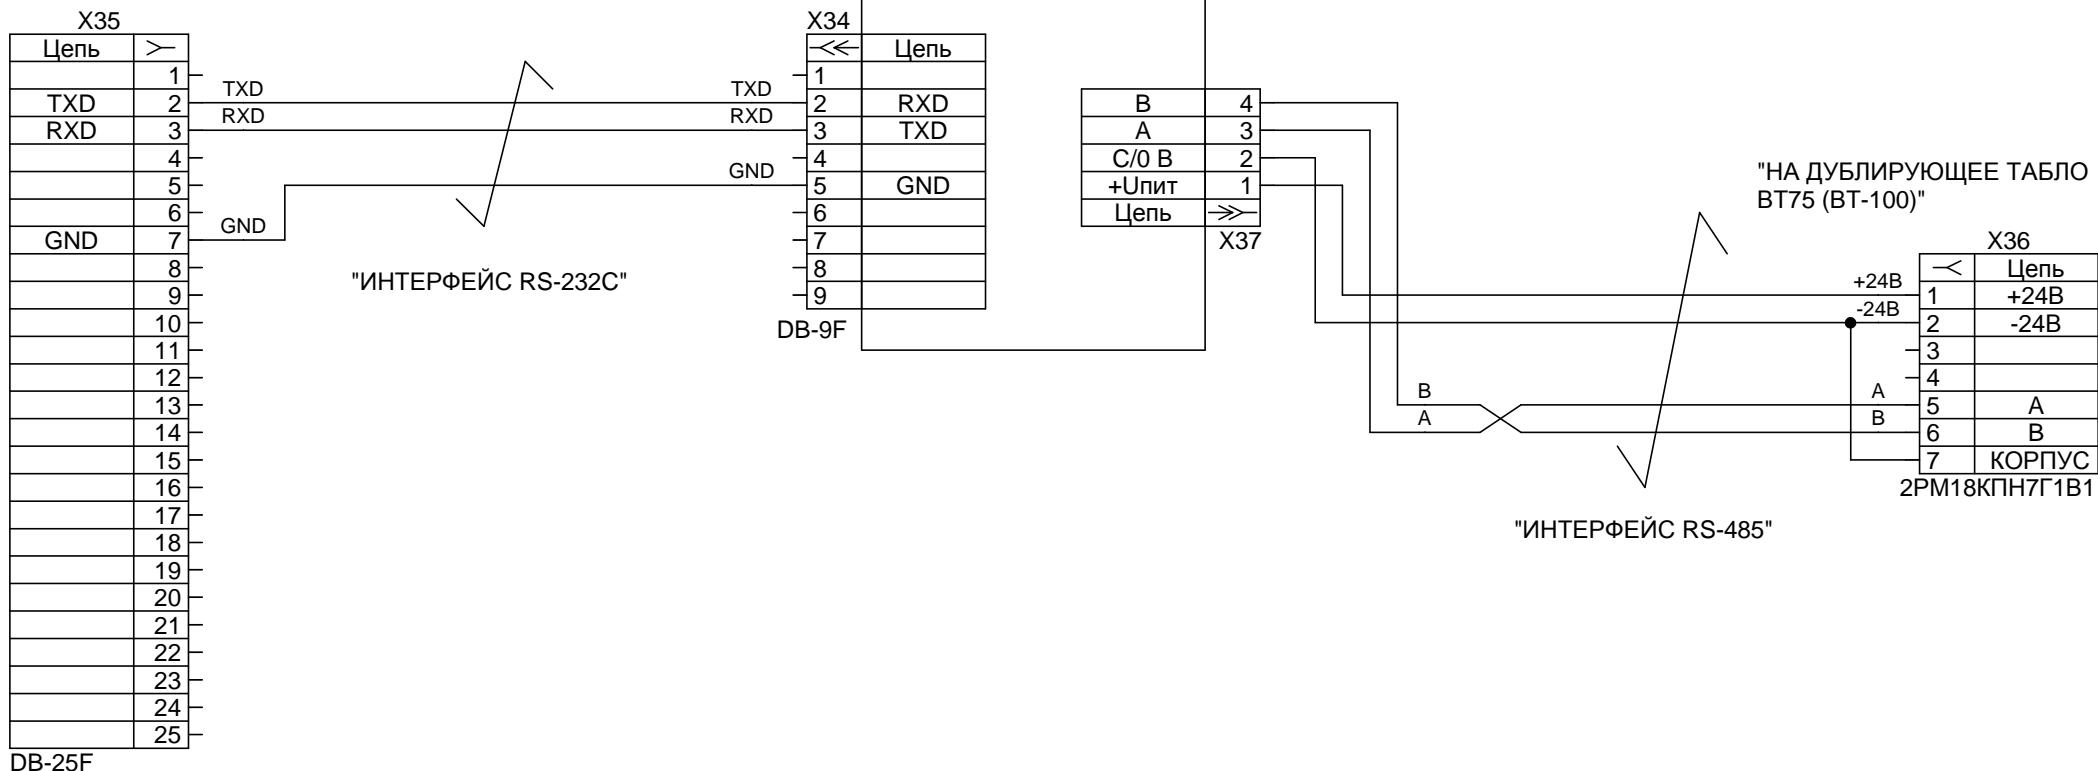 X35
Цепь
1
TXD 2
RXD 3
4
5
6
GND 7
8
9
10
11
12
13
14
15
16
17
18
19
20
21
22
23
24
25
DB-25F
TXD TXD
RXD RXD
GND
GND
"ИНТЕРФЕЙС RS-232C"
X34
Цепь
1
2 RXD
3 TXD
4
5 GND
6
7
8
9
DB-9F
B 4
A 3
C/0 В 2
+Uпит 1
Цепь
X37
"НА ДУБЛИРУЮЩЕЕ ТАБЛО
ВТ75 (ВТ-100)"
+24В
-24В
B A
A B
"ИНТЕРФЕЙС RS-485"
X36
Цепь
1 +24В
2 -24В
3
4
5 A
6 B
7 КОРПУС
2РМ18КПН7Г1В1